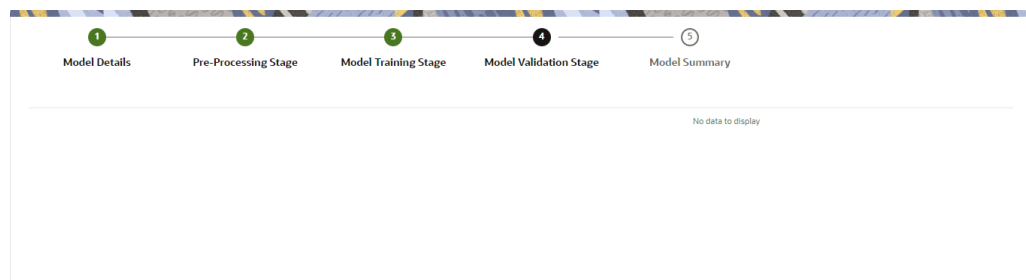 1 2 3 4 5
Model Details Pre-Processing Stage Model Training Stage Model Validation Stage Model Summary
No data to display